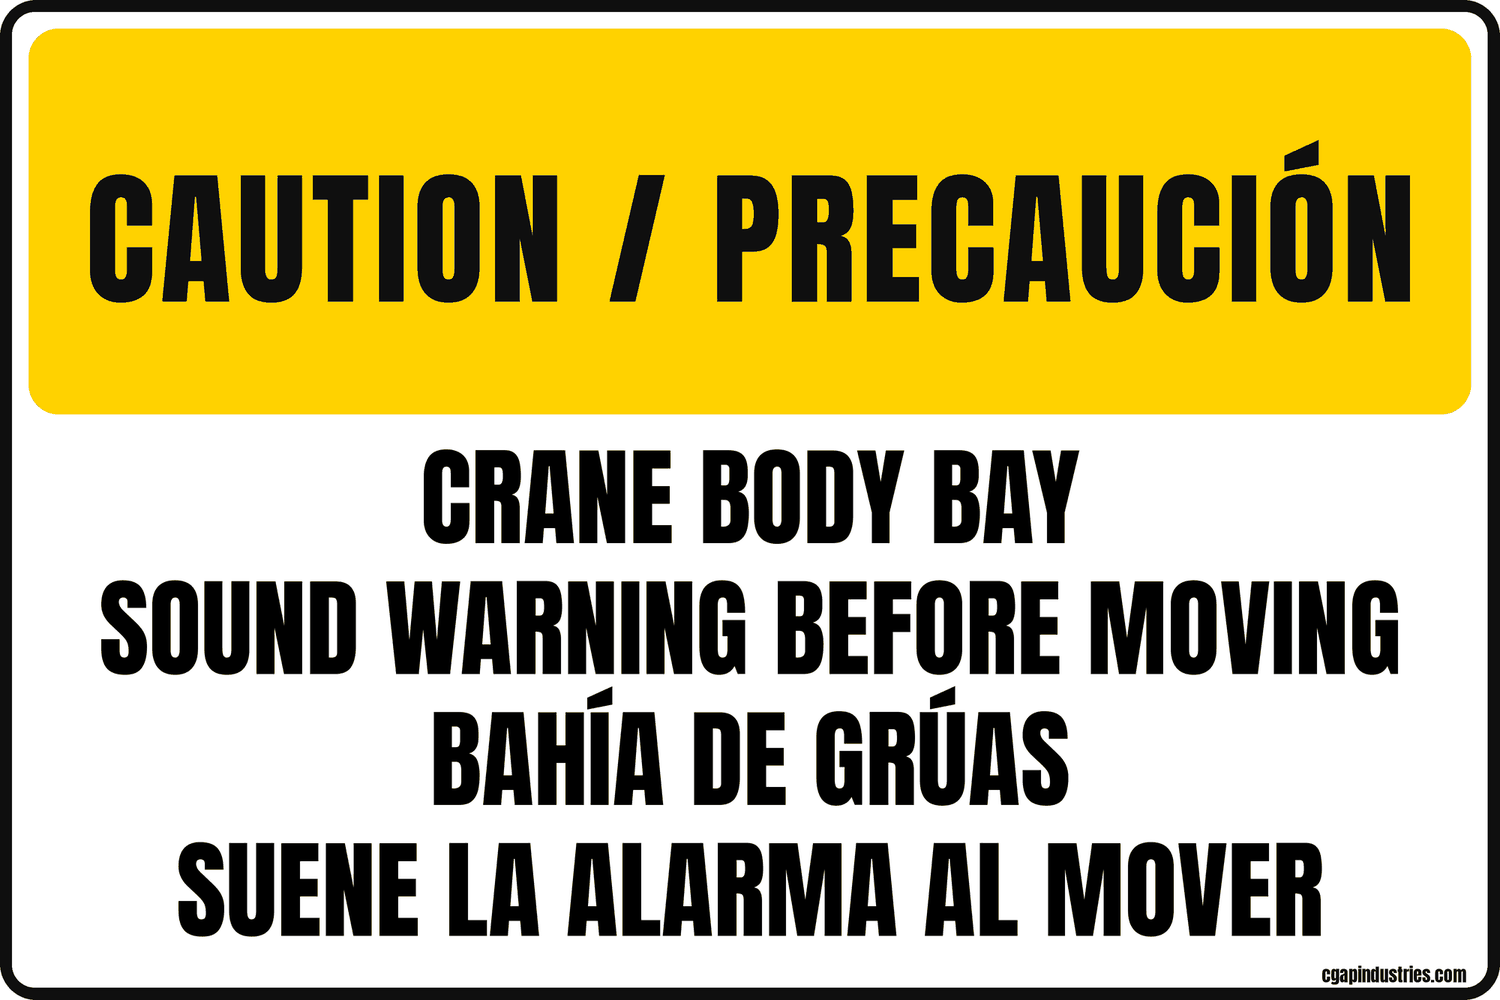 CAUTION / PRECAUCIÓN
CRANE BODY BAY
SOUND WARNING BEFORE MOVING
BAHÍA DE GRÚAS
SUENE LA ALARMA AL MOVER
cgapindustries.com